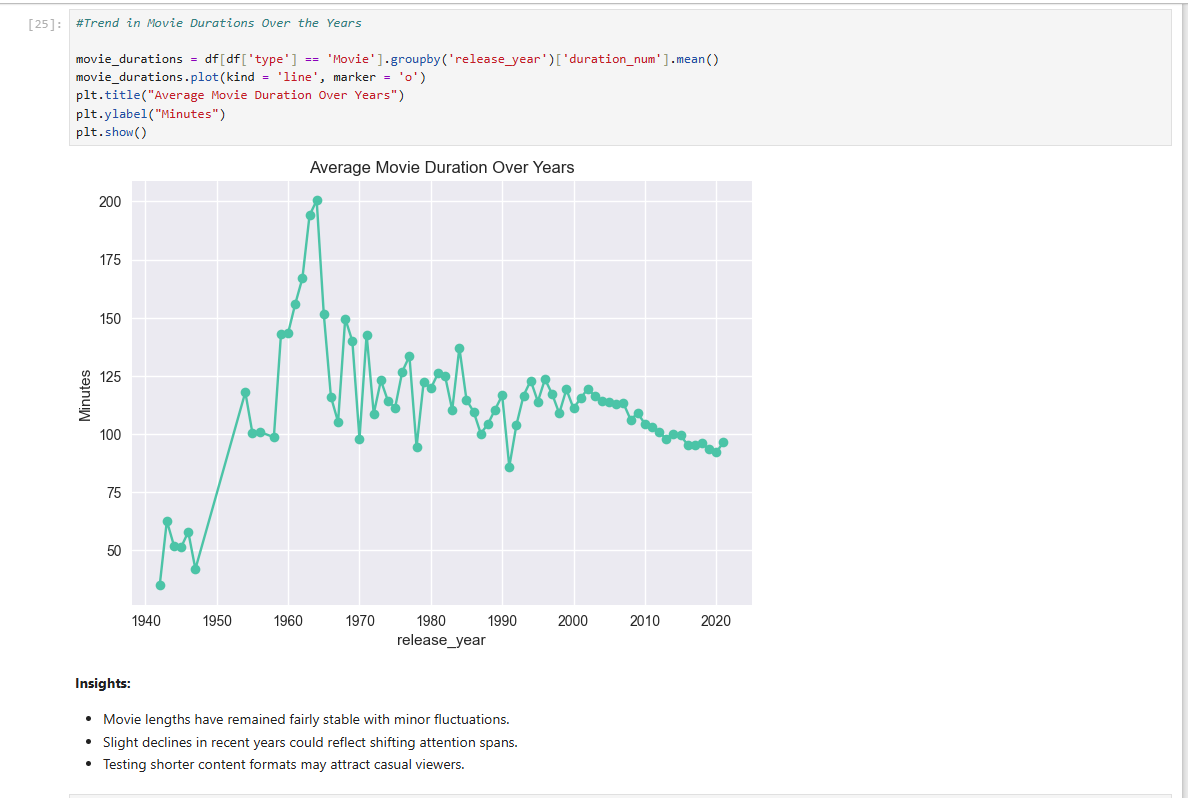 [25]: #Trend in Movie Durations Over the Years
movie_durations = df[df['type'] == 'Movie'].groupby('release_year')['duration_num'].mean()
movie_durations.plot(kind = 'line', marker = 'o')
plt.title("Average Movie Duration Over Years")
plt.ylabel("Minutes")
plt.show()
Average Movie Duration Over Years
200
175
150
125
100
75
50
Minutes
1940 1950 1960 1970 1980 1990 2000 2010 2020
release_year
Insights:
• Movie lengths have remained fairly stable with minor fluctuations.
• Slight declines in recent years could reflect shifting attention spans.
• Testing shorter content formats may attract casual viewers.